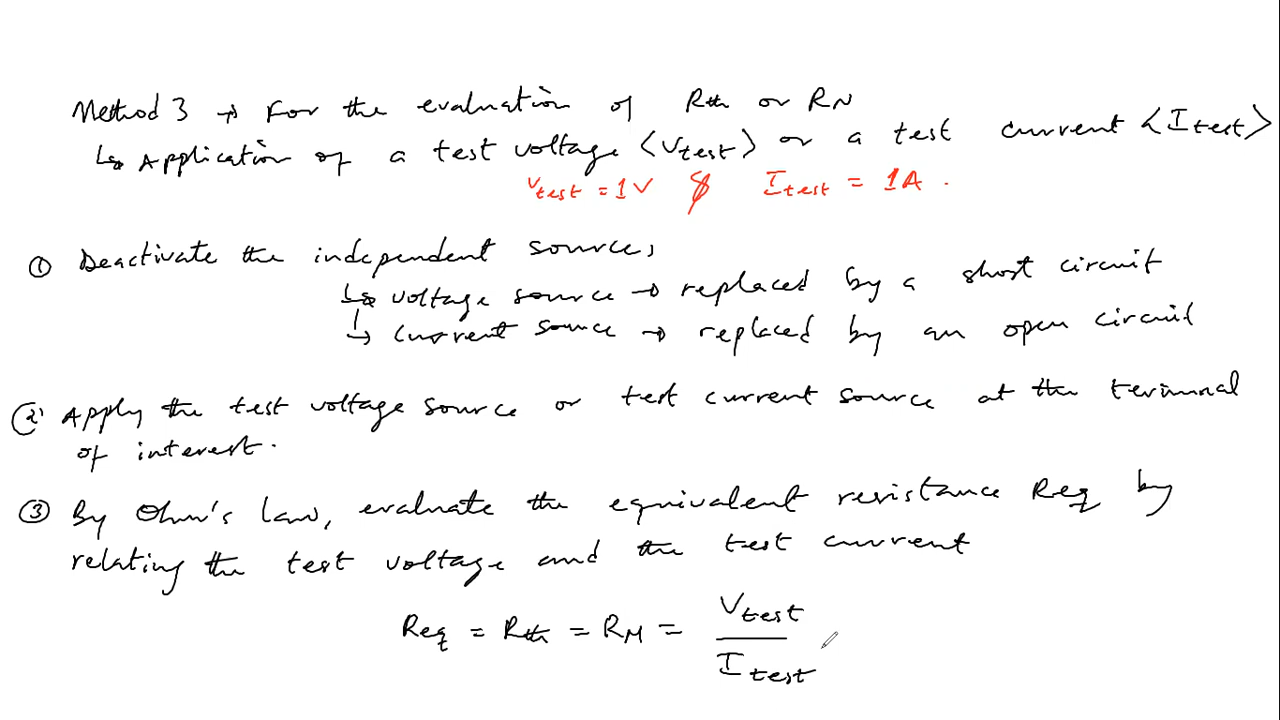 Method 3 → For the evaluation of Rth or RN
↳ Application of a test voltage <Vtest> or a test current <Itest>
Vtest = 1V Itest = 1A.
① Deactivate the independent sources
↳ voltage source → replaced by a short circuit
↳ current source → replaced by an open circuit
② Apply the test voltage source or test current source at the terimnal
of interest.
③ By Ohm's law, evaluate the equivalent resistance Req by
relating the test voltage and the test current
Req = Rth = RN = Vtest / Itest